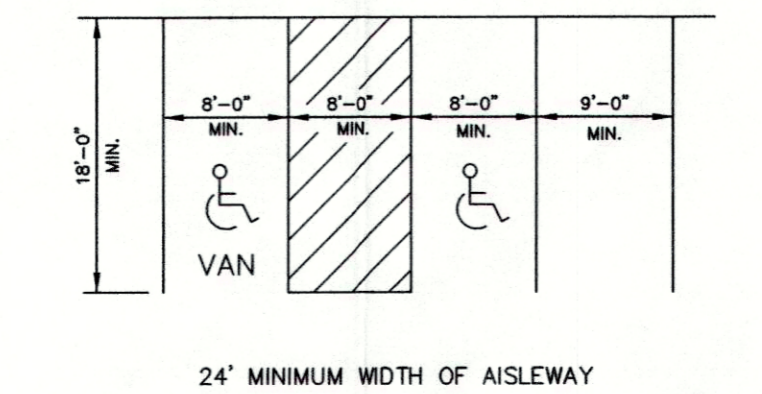 8'-0" 8'-0" 8'-0" 9'-0"
MIN. MIN. MIN. MIN.
18'-0"
MIN.
VAN
24' MINIMUM WIDTH OF AISLEWAY